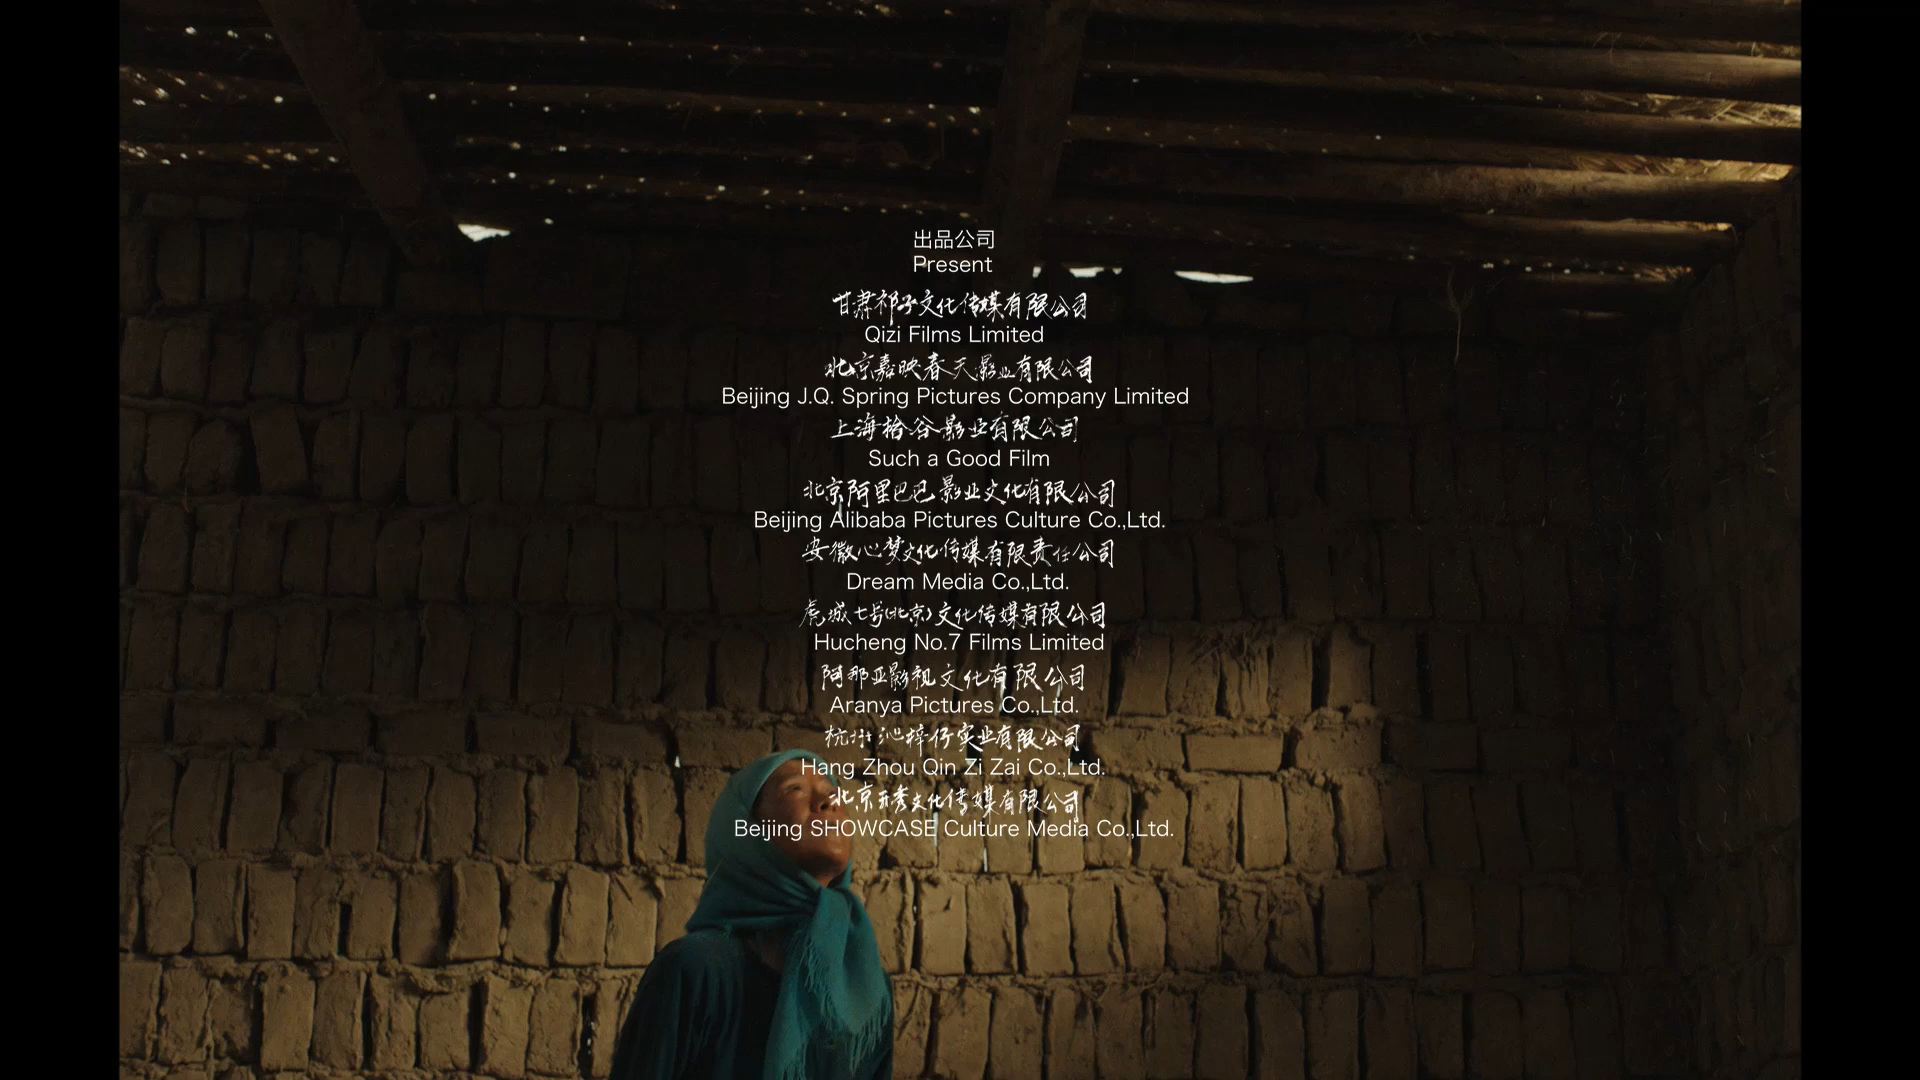 出品公司
Present
甘肃祁子文化传媒有限公司
Qizi Films Limited
北京嘉映春天影业有限公司
Beijing J.Q. Spring Pictures Company Limited
上海拾谷影业有限公司
Such a Good Film
北京阿里巴巴影业文化有限公司
Beijing Alibaba Pictures Culture Co.,Ltd.
安徽心梦文化传媒有限责任公司
Dream Media Co.,Ltd.
虎城七号(北京)文化传媒有限公司
Hucheng No.7 Films Limited
阿那亚影视文化有限公司
Aranya Pictures Co.,Ltd.
杭州沁梓仔实业有限公司
Hang Zhou Qin Zi Zai Co.,Ltd.
北京天秀文化传媒有限公司
Beijing SHOWCASE Culture Media Co.,Ltd.